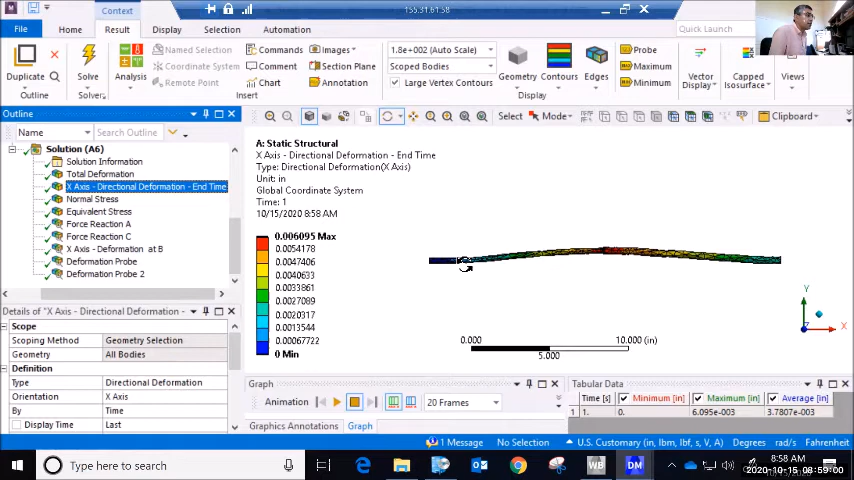 Context
155.31.61.58
File
Home
Result
Display
Selection
Automation
Quick Launch
Duplicate
Outline
Solve
Solver
Analysis
Named Selection
Coordinate System
Remote Point
Commands
Comment
Chart
Images
Section Plane
Annotation
Insert
1.8e+002 (Auto Scale)
Scoped Bodies
Large Vertex Contours
Geometry
Contours
Edges
Display
Probe
Maximum
Minimum
Vector Display
Capped Isosurface
Views
Outline
Name
Search Outline
Select
Mode
Clipboard
Solution (A6)
Solution Information
Total Deformation
X Axis - Directional Deformation - End Time
Normal Stress
Equivalent Stress
Force Reaction A
Force Reaction C
X Axis - Deformation at B
Deformation Probe
Deformation Probe 2
Details of "X Axis - Directional Deformation -
Scope
Scoping Method Geometry Selection
Geometry All Bodies
Definition
Type Directional Deformation
Orientation X Axis
By Time
Display Time Last
A: Static Structural
X Axis - Directional Deformation - End Time
Type: Directional Deformation(X Axis)
Unit: in
Global Coordinate System
Time: 1
10/15/2020 8:58 AM
0.006095 Max
0.0054178
0.0047406
0.0040633
0.0033861
0.0027089
0.0020317
0.0013544
0.00067722
0 Min
0.000
10.000 (in)
5.000
Y
Z
X
Graph
Animation
20 Frames
Graphics Annotations
Graph
Tabular Data
Time [s] Minimum [in] Maximum [in] Average [in]
1 1. 0. 6.095e-003 3.7807e-003
1 Message
No Selection
U.S. Customary (in, lbm, lbf, s, V, A)
Degrees
rad/s
Fahrenheit
Type here to search
WB
DM
8:58 AM
2020-10-15 08:59:00